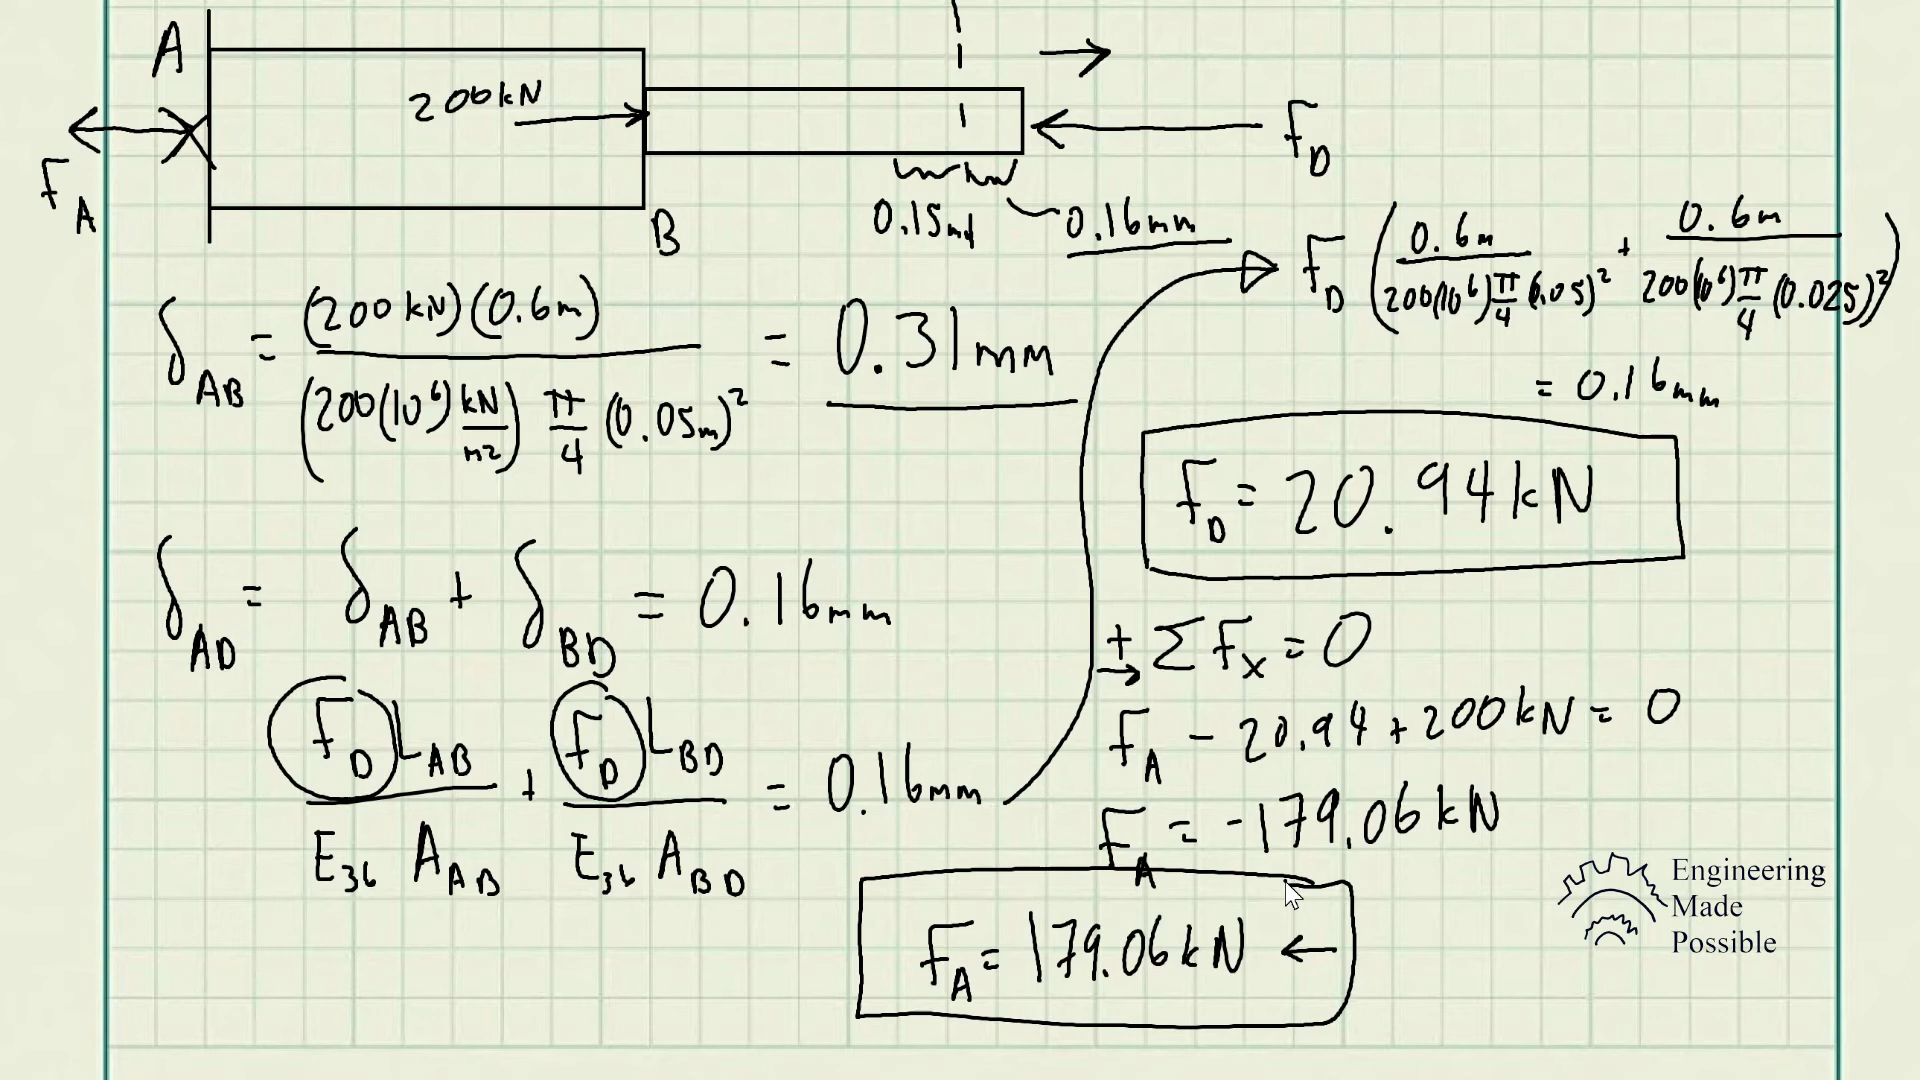 A
200kN
F_D
F_A
B
0.15mm
0.16mm
δ_AB = (200 kN)(0.6m) / (200(10^6) kN/m2) π/4 (0.05m)^2 = 0.31mm
δ_AD = δ_AB + δ_BD = 0.16mm
F_D L_AB / E_36 A_AB + F_D L_BD / E_36 A_BD = 0.16mm
F_D (0.6m / 200(10^6) π/4 (0.05)^2 + 0.6m / 200(10^6) π/4 (0.025)^2)
= 0.16mm
F_D = 20.94kN
+→ Σ F_x = 0
F_A - 20.94 + 200kN = 0
F_A = -179.06kN
F_A = 179.06kN ←
Engineering
Made
Possible